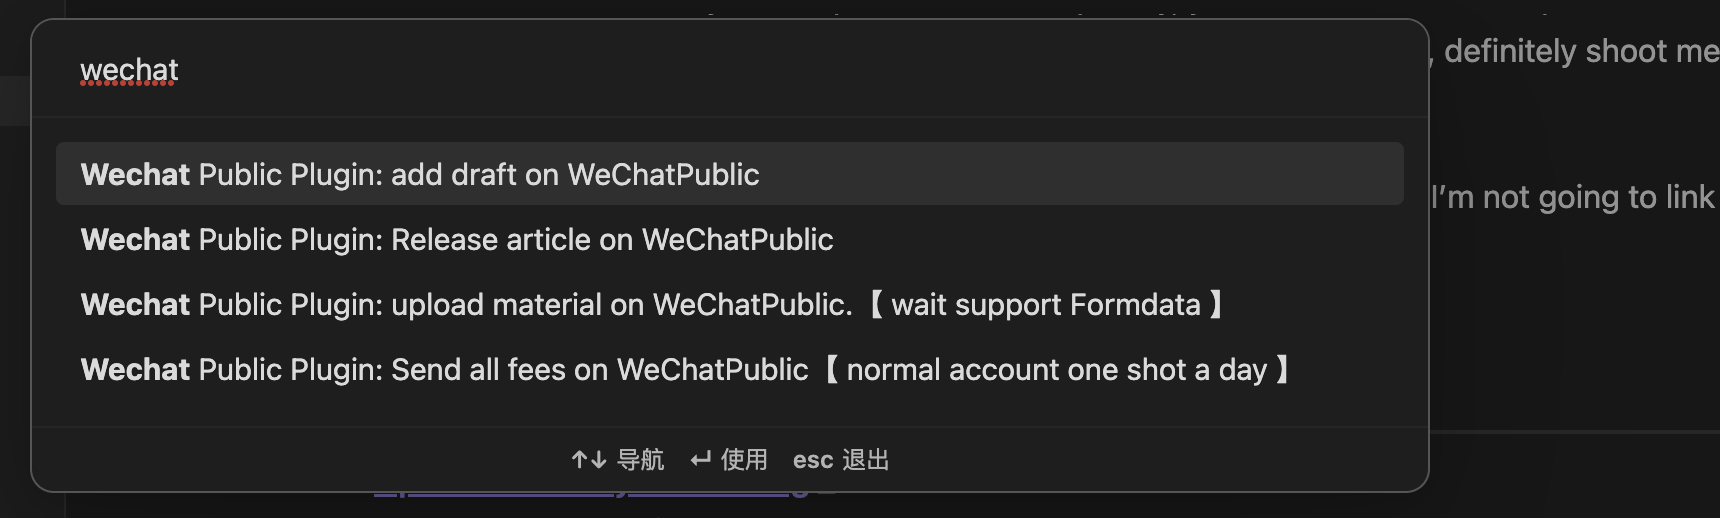 wechat
, definitely shoot me
Wechat Public Plugin: add draft on WeChatPublic
I'm not going to link
Wechat Public Plugin: Release article on WeChatPublic
Wechat Public Plugin: upload material on WeChatPublic.【 wait support Formdata 】
Wechat Public Plugin: Send all fees on WeChatPublic【 normal account one shot a day 】
↑↓ 导航 ↵ 使用 esc 退出